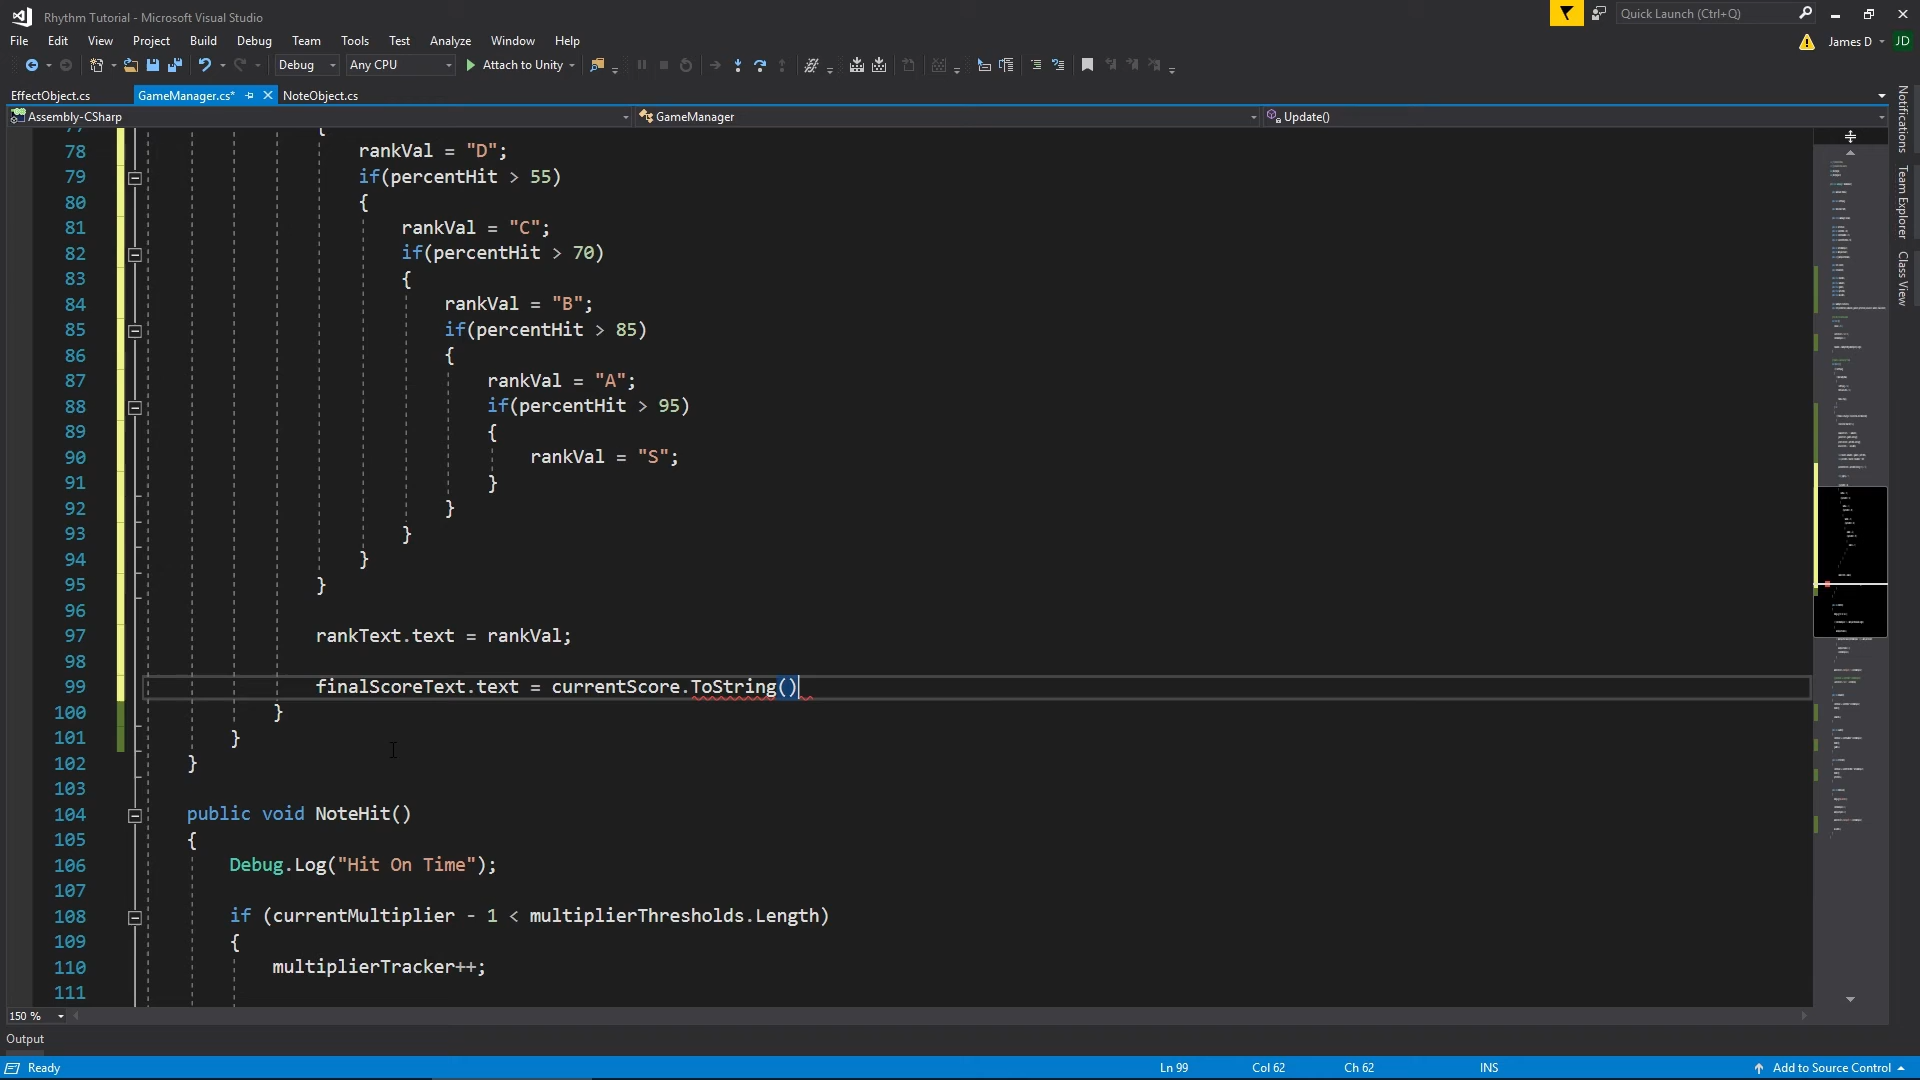 Rhythm Tutorial - Microsoft Visual Studio
Quick Launch (Ctrl+Q)
File Edit View Project Build Debug Team Tools Test Analyze Window Help
James D JD
Debug Any CPU Attach to Unity
EffectObject.cs GameManager.cs* NoteObject.cs
Assembly-CSharp GameManager Update()
77 {
78 rankVal = "D";
79 if(percentHit > 55)
80 {
81 rankVal = "C";
82 if(percentHit > 70)
83 {
84 rankVal = "B";
85 if(percentHit > 85)
86 {
87 rankVal = "A";
88 if(percentHit > 95)
89 {
90 rankVal = "S";
91 }
92 }
93 }
94 }
95 }
96
97 rankText.text = rankVal;
98
99 finalScoreText.text = currentScore.ToString()
100 }
101 }
102 }
103
104 public void NoteHit()
105 {
106 Debug.Log("Hit On Time");
107
108 if (currentMultiplier - 1 < multiplierThresholds.Length)
109 {
110 multiplierTracker++;
111
Notifications
Team Explorer
Class View
150 %
Output
Ready Ln 99 Col 62 Ch 62 INS Add to Source Control